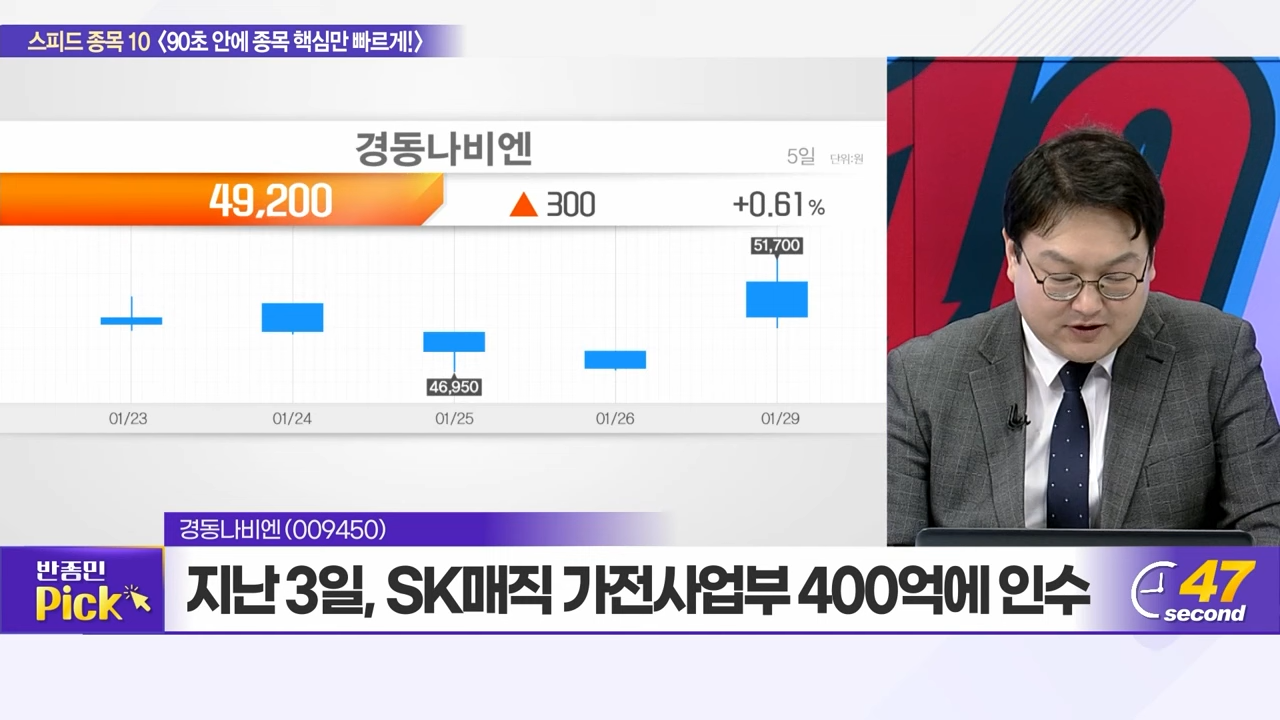 스피드 종목 10 〈90초 안에 종목 핵심만 빠르게!〉
경동나비엔
5일 단위:원
49,200 ▲ 300 +0.61%
51,700
46,950
01/23 01/24 01/25 01/26 01/29
경동나비엔(009450)
반종민
Pick
지난 3일, SK매직 가전사업부 400억에 인수
47
second